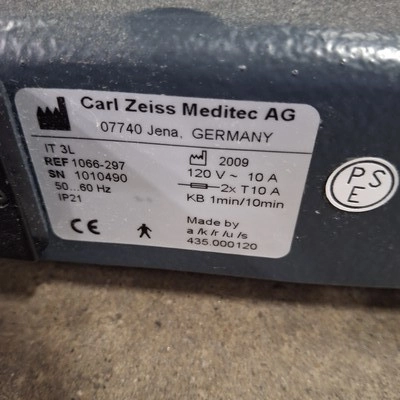 Carl Zeiss Meditec AG
07740 Jena, GERMANY
IT 3L
REF 1066-297
SN 1010490
50...60 Hz
IP21
2009
120 V ~ 10 A
2x T10 A
KB 1min/10min
CE
Made by
a /k /r /u /s
435.000120
PSE